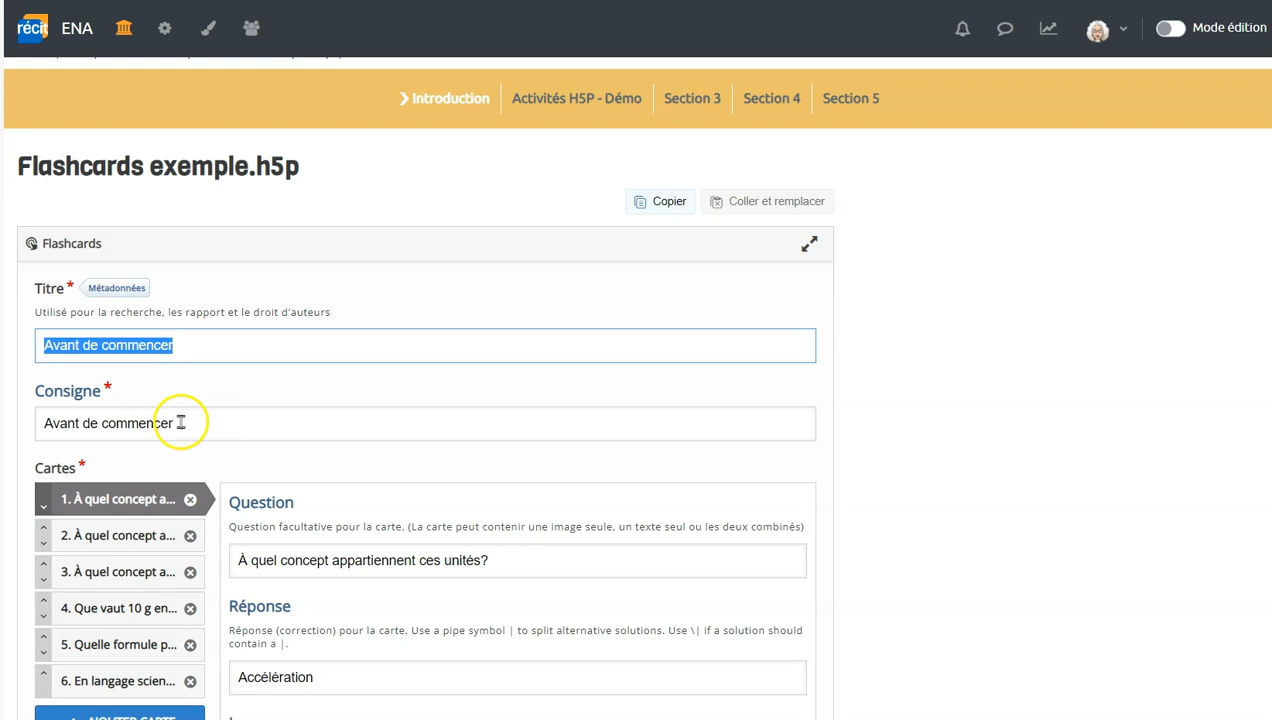 récit ENA Mode édition
❯ Introduction Activités H5P - Démo Section 3 Section 4 Section 5
Flashcards exemple.h5p
Copier Coller et remplacer
Flashcards
Titre * Métadonnées
Utilisé pour la recherche, les rapport et le droit d'auteurs
Avant de commencer
Consigne *
Avant de commencer
Cartes *
1. À quel concept a...
2. À quel concept a...
3. À quel concept a...
4. Que vaut 10 g en...
5. Quelle formule p...
6. En langage scien...
AJOUTER CARTE
Question
Question facultative pour la carte. (La carte peut contenir une image seule, un texte seul ou les deux combinés)
À quel concept appartiennent ces unités?
Réponse
Réponse (correction) pour la carte. Use a pipe symbol | to split alternative solutions. Use \| if a solution should
contain a |.
Accélération